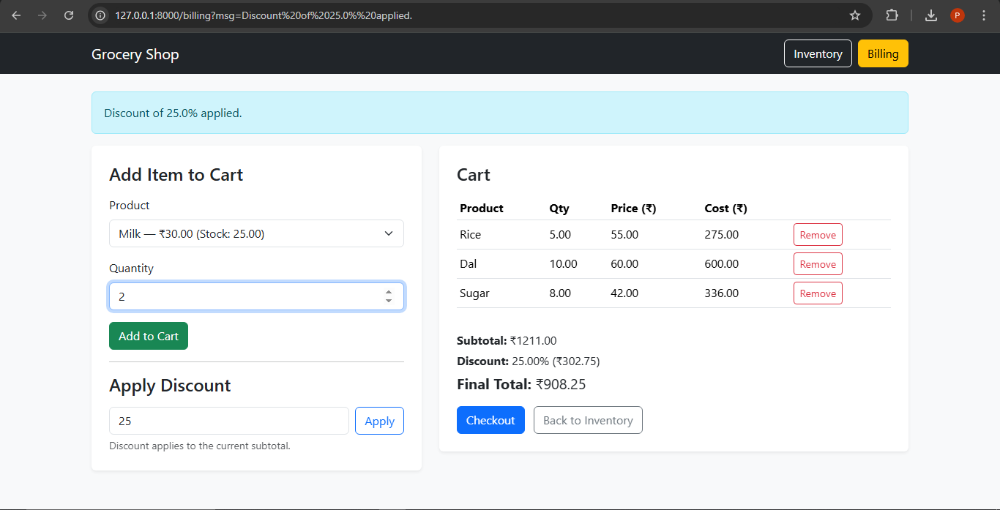 127.0.0.1:8000/billing?msg=Discount%20of%2025.0%%20applied.
P
Grocery Shop
Inventory
Billing
Discount of 25.0% applied.
Add Item to Cart
Product
Milk — ₹30.00 (Stock: 25.00)
Quantity
2
Add to Cart
Apply Discount
25
Apply
Discount applies to the current subtotal.
Cart
Product Qty Price (₹) Cost (₹)
Rice 5.00 55.00 275.00 Remove
Dal 10.00 60.00 600.00 Remove
Sugar 8.00 42.00 336.00 Remove
Subtotal: ₹1211.00
Discount: 25.00% (₹302.75)
Final Total: ₹908.25
Checkout
Back to Inventory